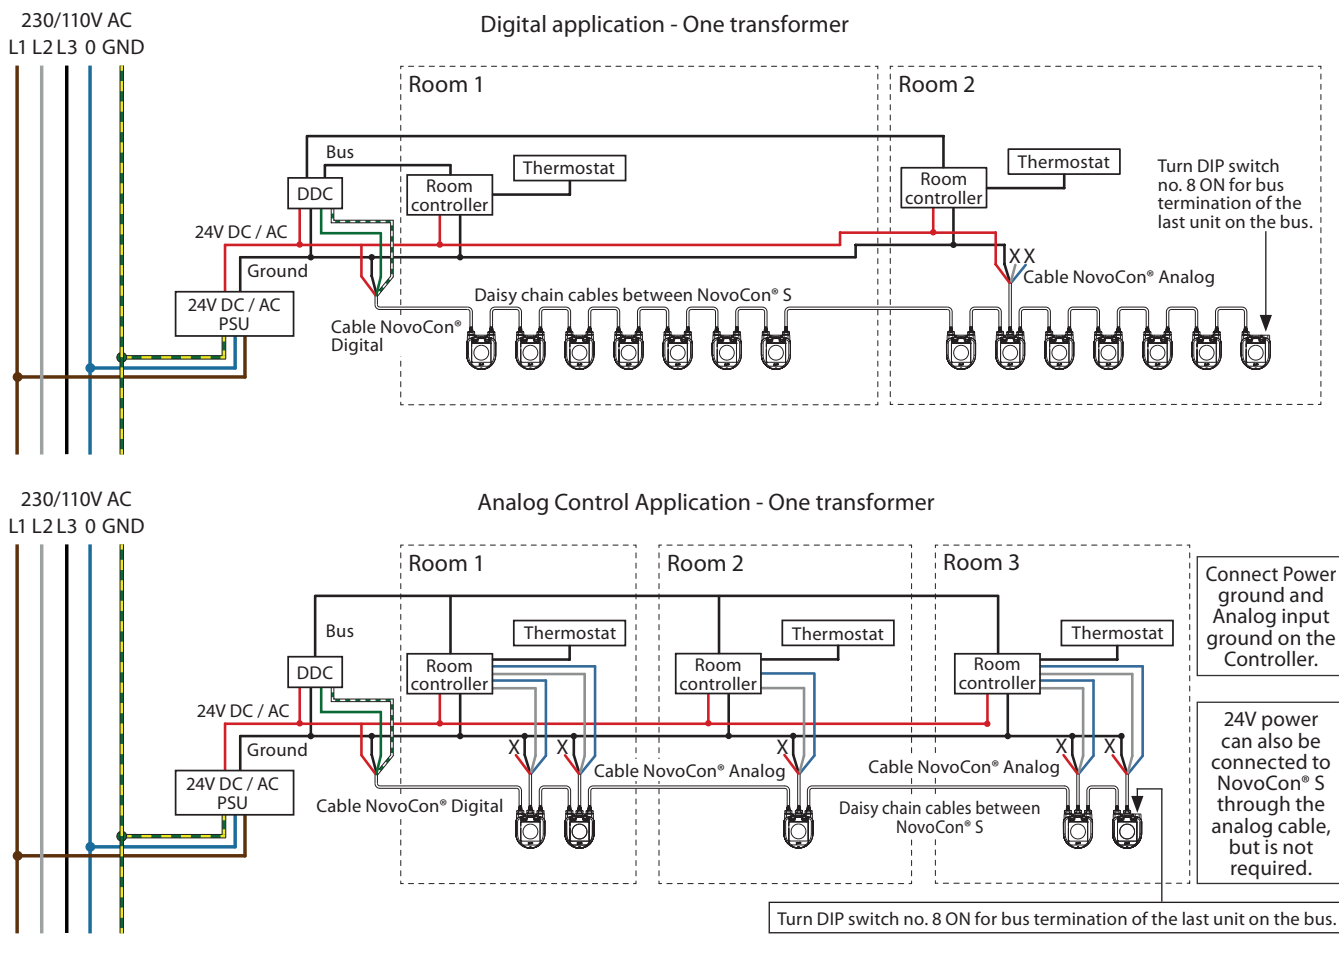 230/110V AC
L1 L2 L3 0 GND
Digital application - One transformer
Room 1
Room 2
Bus
Thermostat
Thermostat
DDC
Room
controller
Room
controller
Turn DIP switch
no. 8 ON for bus
termination of the
last unit on the bus.
24V DC / AC
Ground
X X
Cable NovoCon® Analog
24V DC / AC
PSU
Daisy chain cables between NovoCon® S
Cable NovoCon®
Digital
230/110V AC
L1 L2 L3 0 GND
Analog Control Application - One transformer
Room 1
Room 2
Room 3
Bus
Thermostat
Thermostat
Thermostat
DDC
Room
controller
Room
controller
Room
controller
Connect Power
ground and
Analog input
ground on the
Controller.
24V DC / AC
Ground
X
X
X
X
X
Cable NovoCon® Analog
Cable NovoCon® Analog
24V DC / AC
PSU
Cable NovoCon® Digital
Daisy chain cables between
NovoCon® S
24V power
can also be
connected to
NovoCon® S
through the
analog cable,
but is not
required.
Turn DIP switch no. 8 ON for bus termination of the last unit on the bus.